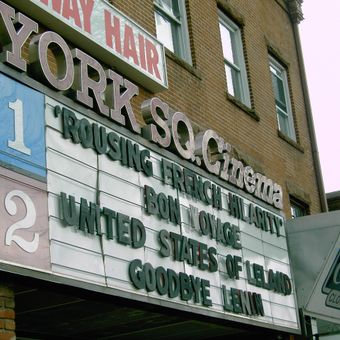 WAY HAIR
YORK SQ. Cinema
1
2
'ROUSING FRENCH HILARITY'
BON VOYAGE
UNITED STATES OF LELAND
GOODBYE LENIN